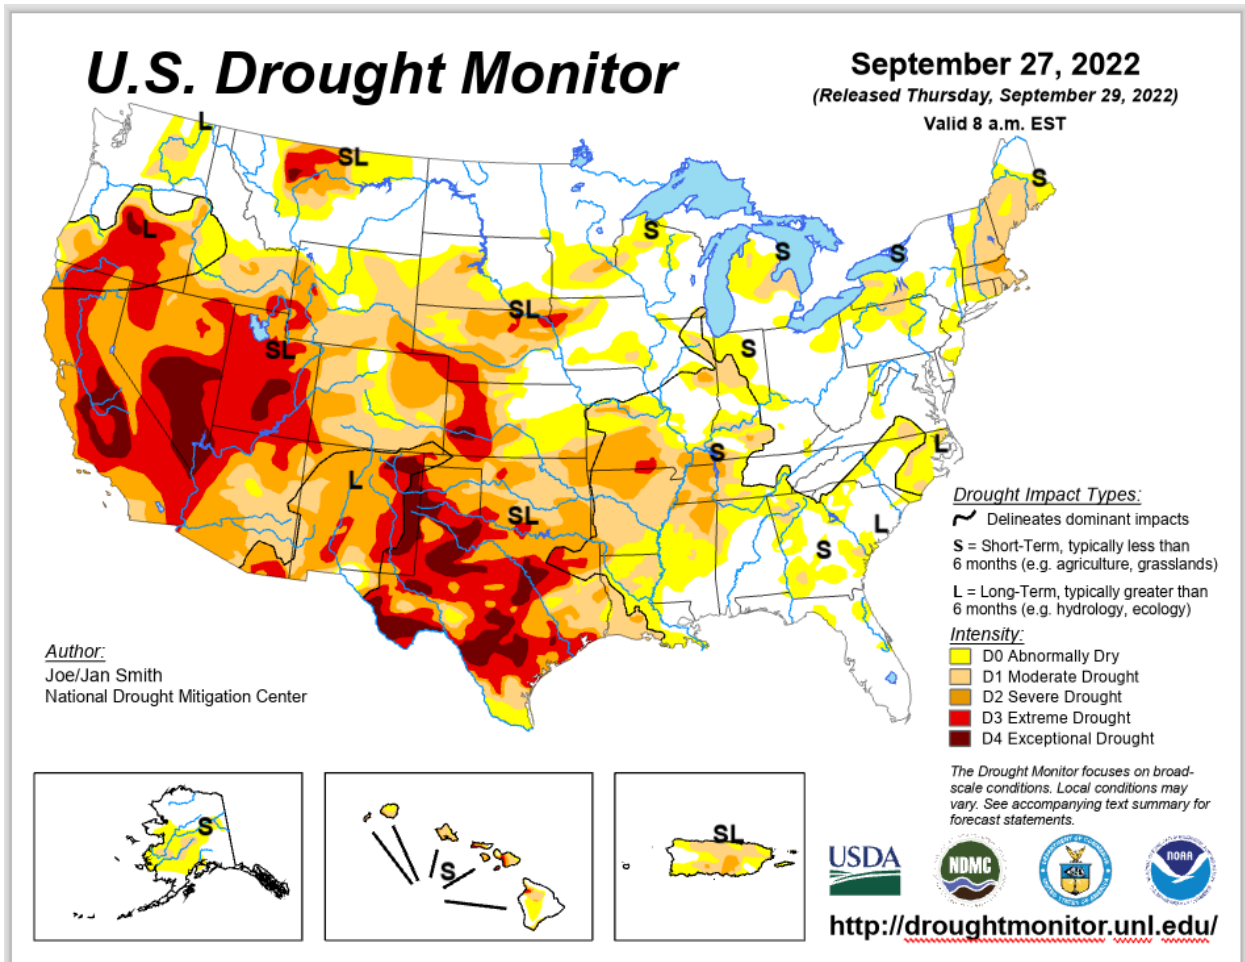 U.S. Drought Monitor
September 27, 2022
(Released Thursday, September 29, 2022)
Valid 8 a.m. EST
L
SL
S
L
S
S
S
SL
SL
S
S
L
L
SL
L
S
Drought Impact Types:
Delineates dominant impacts
S = Short-Term, typically less than
6 months (e.g. agriculture, grasslands)
L = Long-Term, typically greater than
6 months (e.g. hydrology, ecology)
Intensity:
D0 Abnormally Dry
D1 Moderate Drought
D2 Severe Drought
D3 Extreme Drought
D4 Exceptional Drought
Author:
Joe/Jan Smith
National Drought Mitigation Center
The Drought Monitor focuses on broad-
scale conditions. Local conditions may
vary. See accompanying text summary for
forecast statements.
S
S
SL
USDA
NDMC
NOAA
http://droughtmonitor.unl.edu/